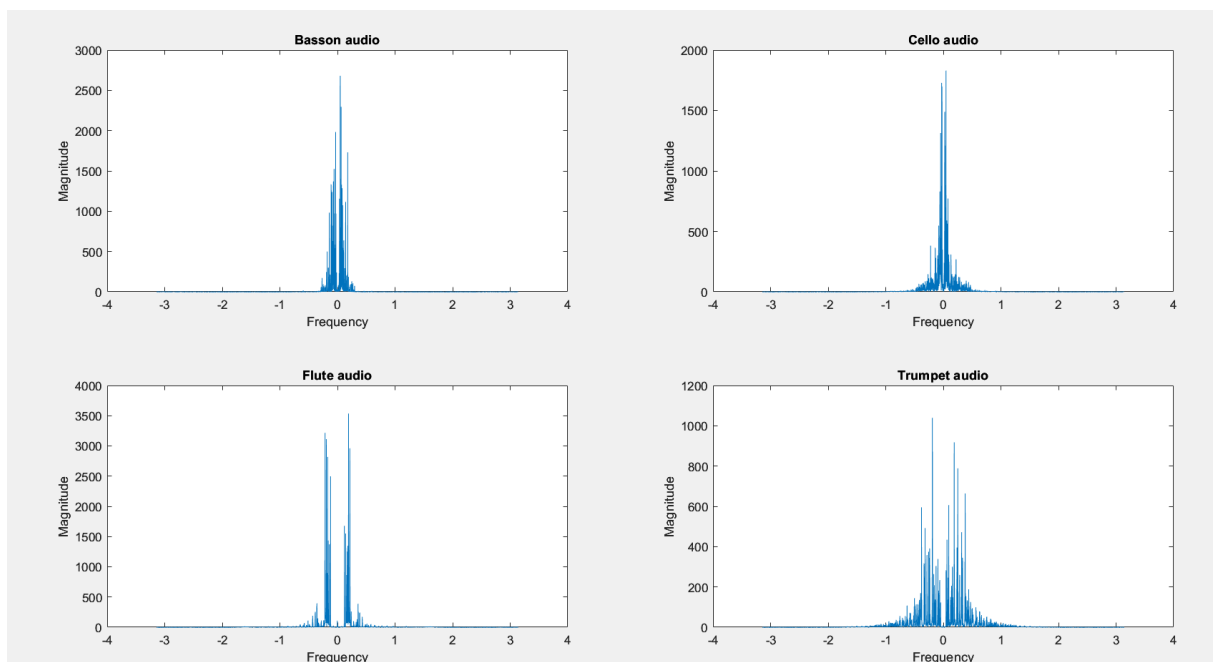 Basson audio
3000
2500
2000
1500
1000
500
0
Magnitude
-4 -3 -2 -1 0 1 2 3 4
Frequency
Cello audio
2000
1500
1000
500
0
Magnitude
-4 -3 -2 -1 0 1 2 3 4
Frequency
Flute audio
4000
3500
3000
2500
2000
1500
1000
500
0
Magnitude
-4 -3 -2 -1 0 1 2 3 4
Frequency
Trumpet audio
1200
1000
800
600
400
200
0
Magnitude
-4 -3 -2 -1 0 1 2 3 4
Frequency